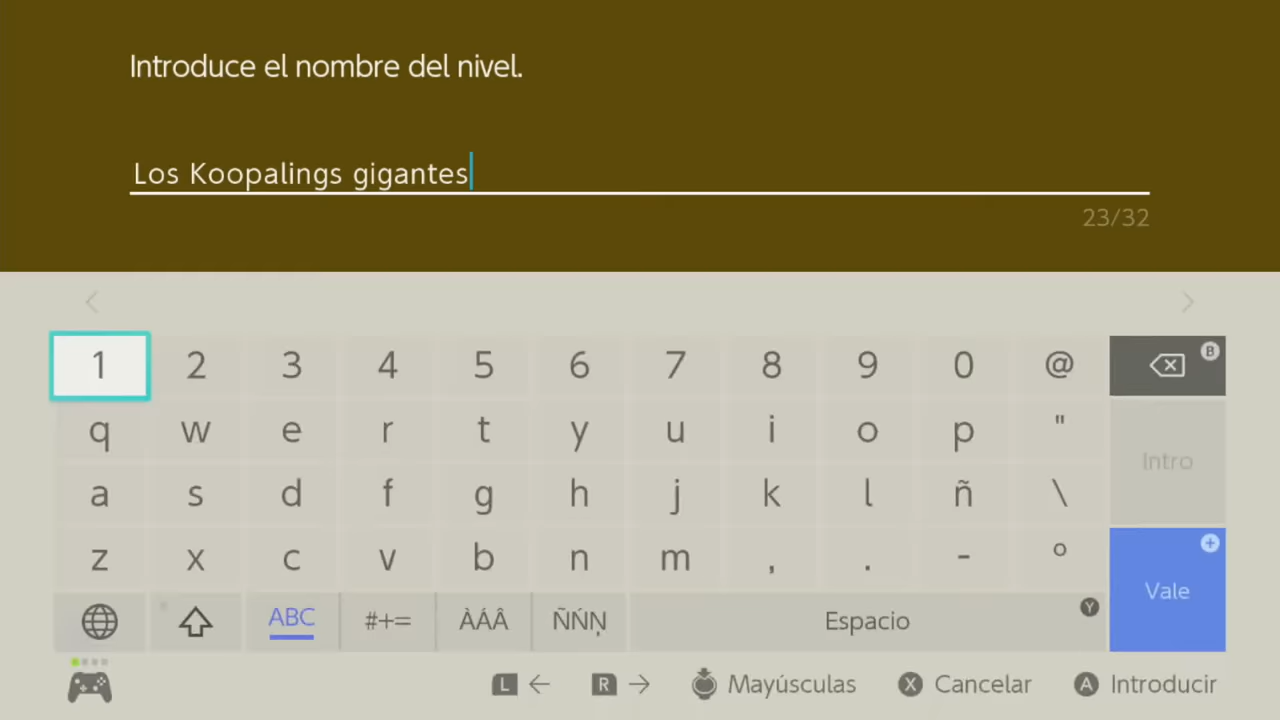 Introduce el nombre del nivel.
Los Koopalings gigantes
23/32
1 2 3 4 5 6 7 8 9 0 @ B
q w e r t y u i o p "
Intro
a s d f g h j k l ñ \
z x c v b n m , . - º +
Vale
ABC #+= ÀÁÂ ÑŃŅ Espacio Y
L ← R → Mayúsculas X Cancelar A Introducir